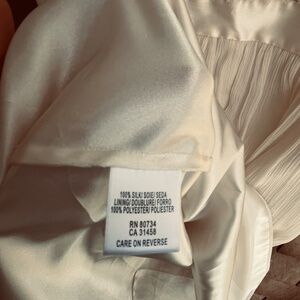 100% SILK/ SOIE/ SEDA
LINING/ DOUBLURE/ FORRO
100% POLYESTER/ POLIESTER
RN 80734
CA 31458
CARE ON REVERSE